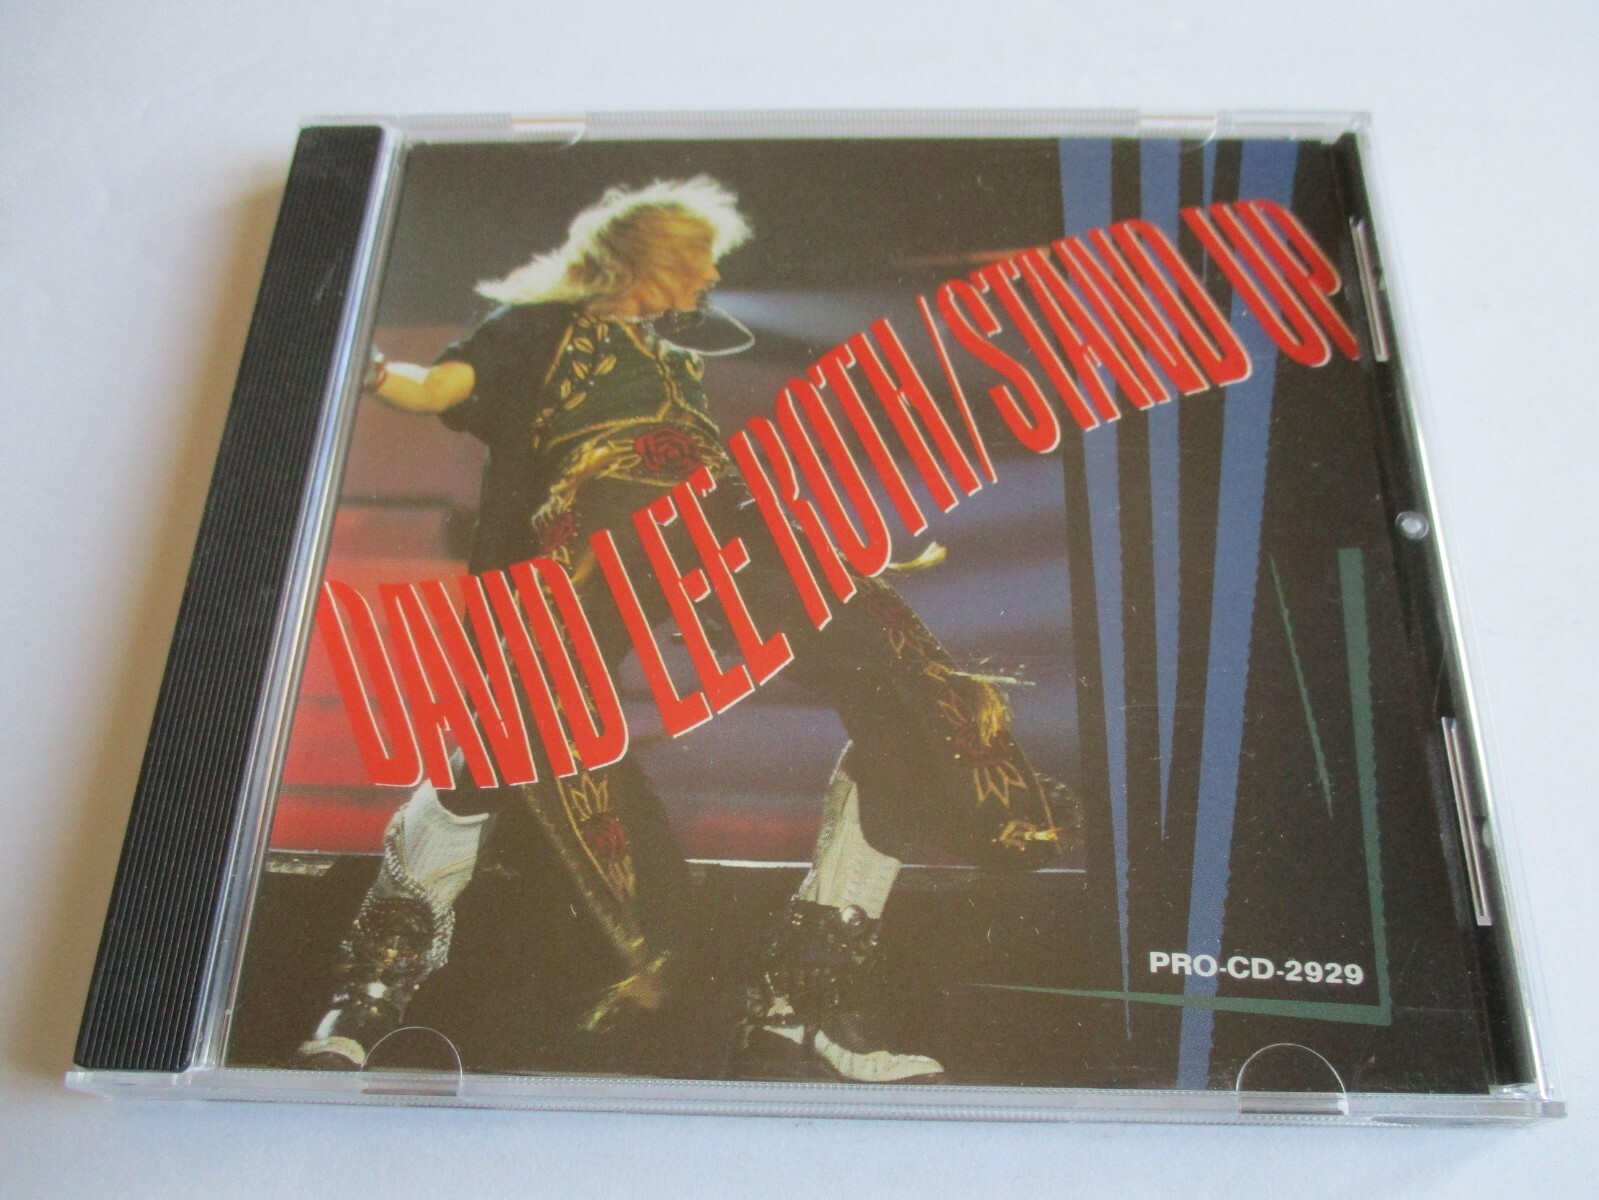 DAVID LEE ROTH/STAND UP
PRO-CD-2929